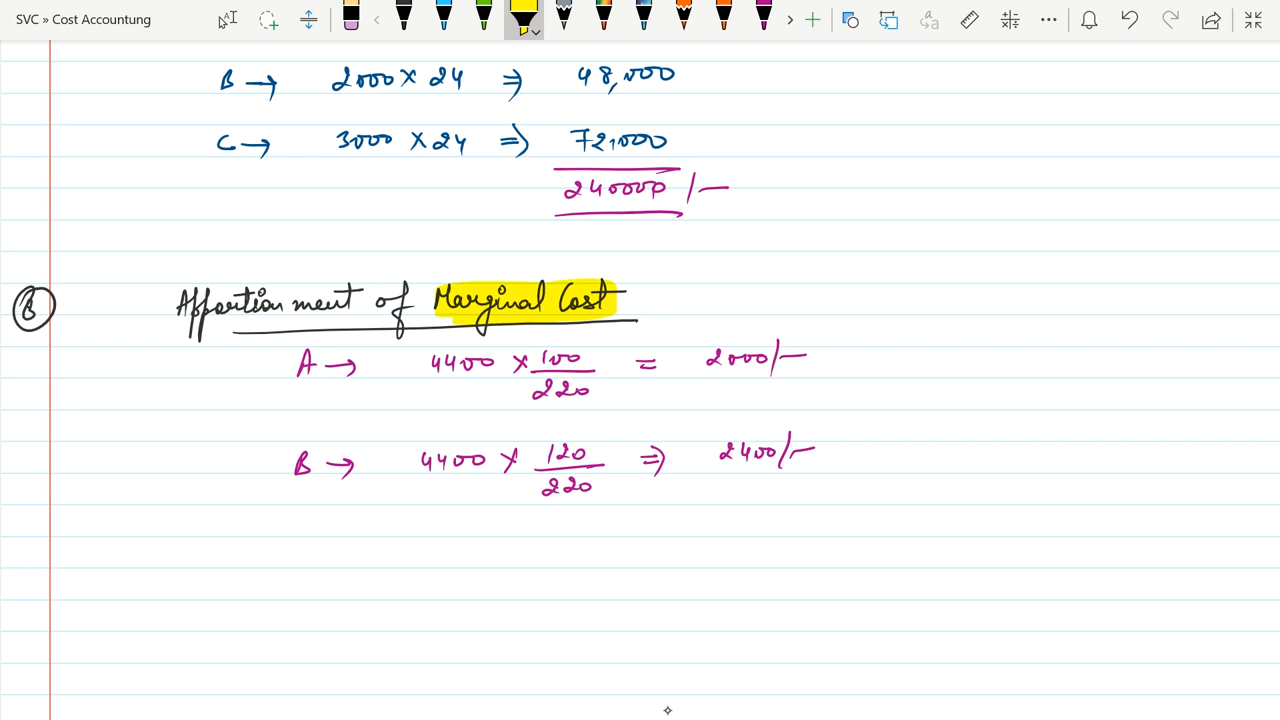 SVC » Cost Accountung
B → 2000 × 24 ⇒ 48,000
C → 3000 × 24 ⇒ 72,000
240000/-
B Apportionment of Marginal Cost
A → 4400 × 100/220 = 2000/-
B → 4400 × 120/220 ⇒ 2400/-